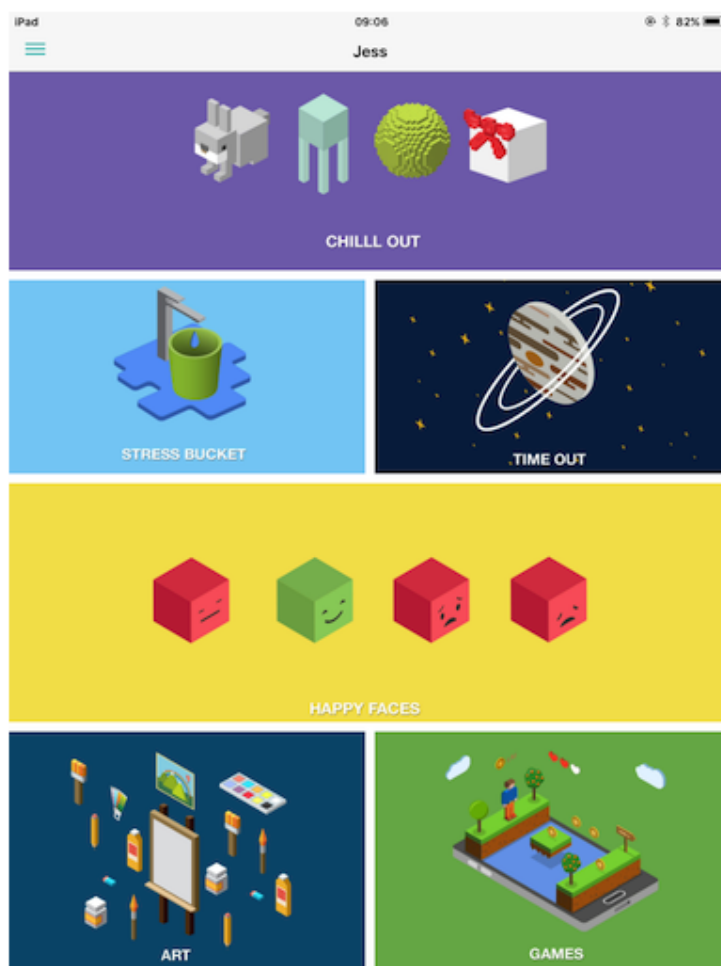 iPad 09:06 82%
Jess
CHILLL OUT
STRESS BUCKET
TIME OUT
HAPPY FACES
ART
GAMES